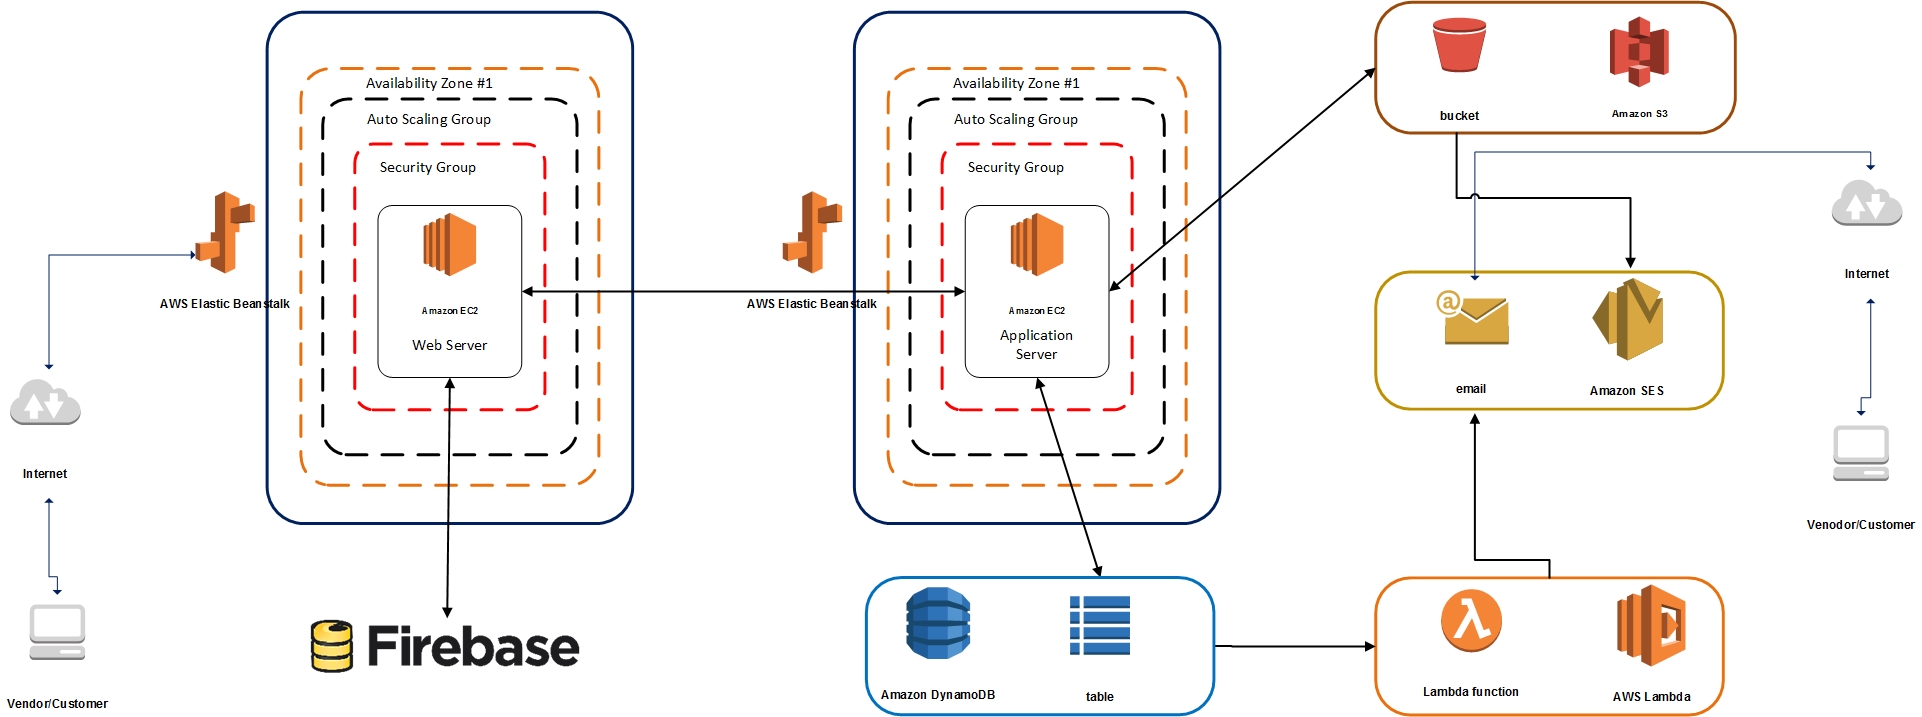 Availability Zone #1
Auto Scaling Group
Security Group
Amazon EC2
Web Server
AWS Elastic Beanstalk
Internet
Vendor/Customer
Firebase
Availability Zone #1
Auto Scaling Group
Security Group
Amazon EC2
Application
Server
AWS Elastic Beanstalk
Amazon DynamoDB
table
bucket
Amazon S3
@
email
Amazon SES
λ
Lambda function
AWS Lambda
Internet
Venodor/Customer